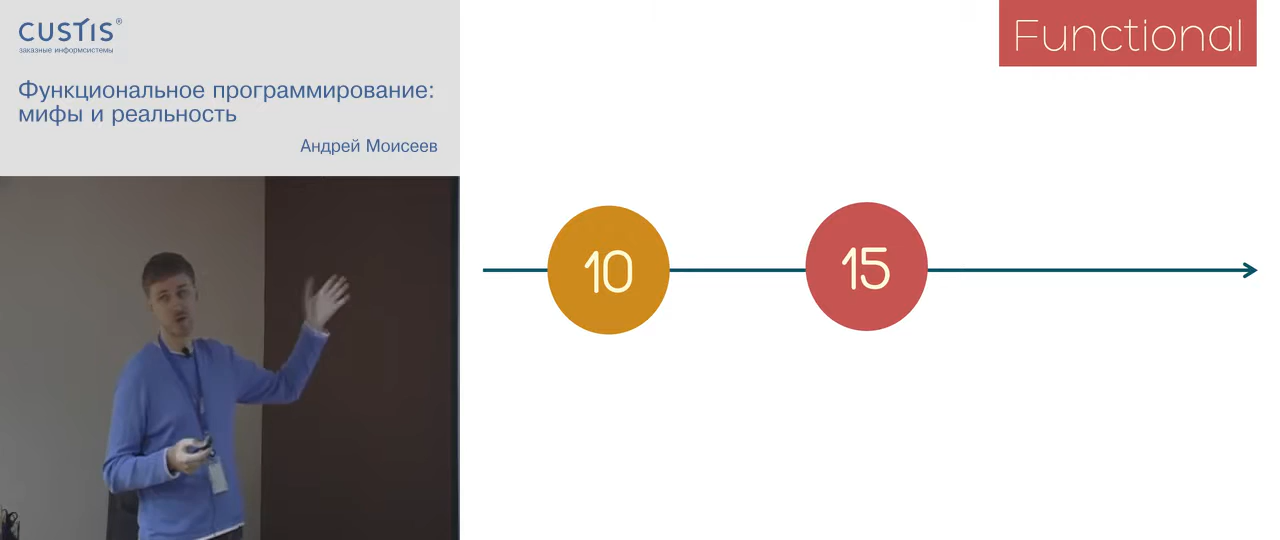 CUSTIS®
заказные информсистемы
Функциональное программирование:
мифы и реальность
Андрей Моисеев
Functional
10
15